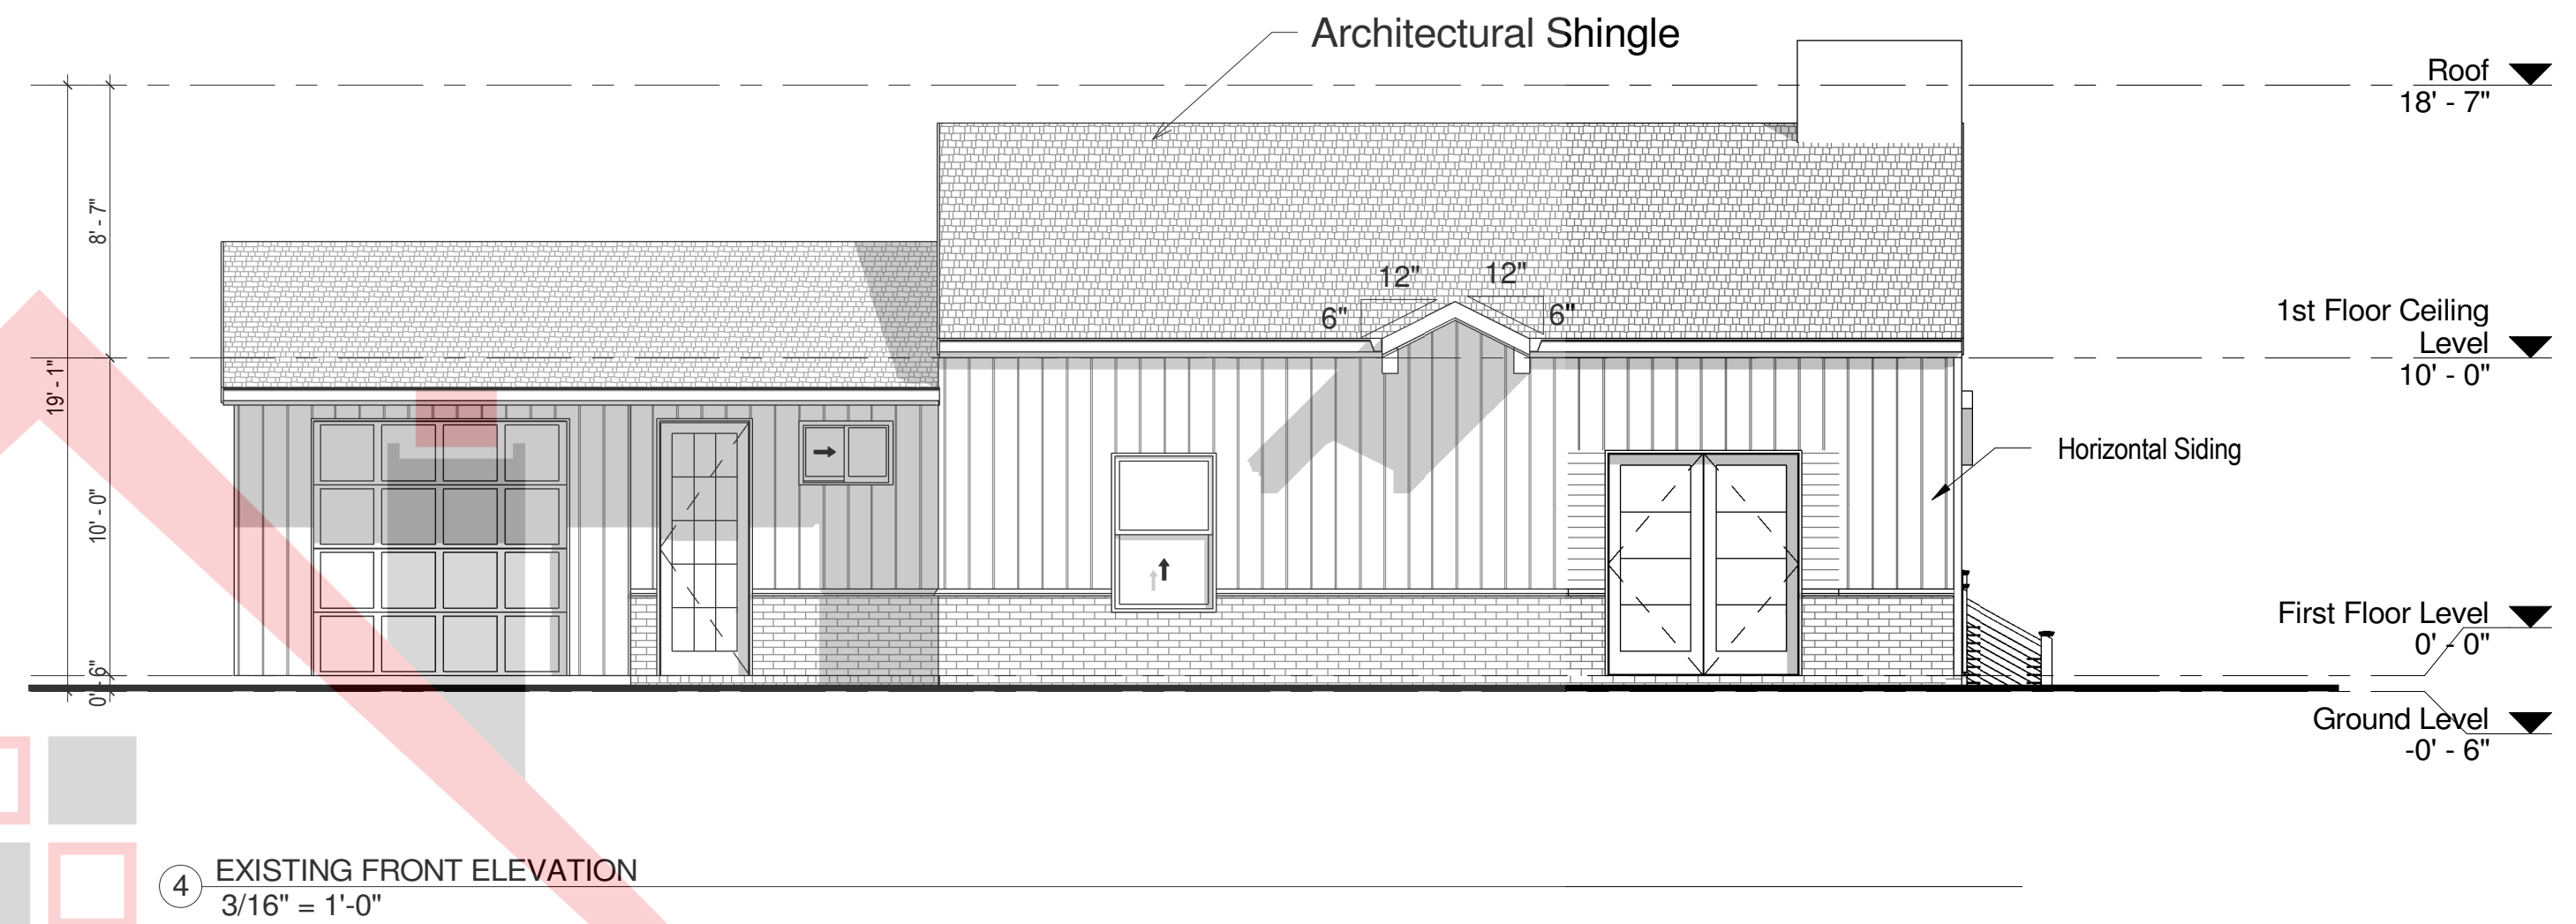 Architectural Shingle
Roof
18' - 7"
8' - 7"
12"
12"
6"
6"
1st Floor Ceiling
Level
10' - 0"
19' - 1"
Horizontal Siding
10' - 0"
First Floor Level
0' - 0"
0' - 6"
Ground Level
-0' - 6"
4
EXISTING FRONT ELEVATION
3/16" = 1'-0"